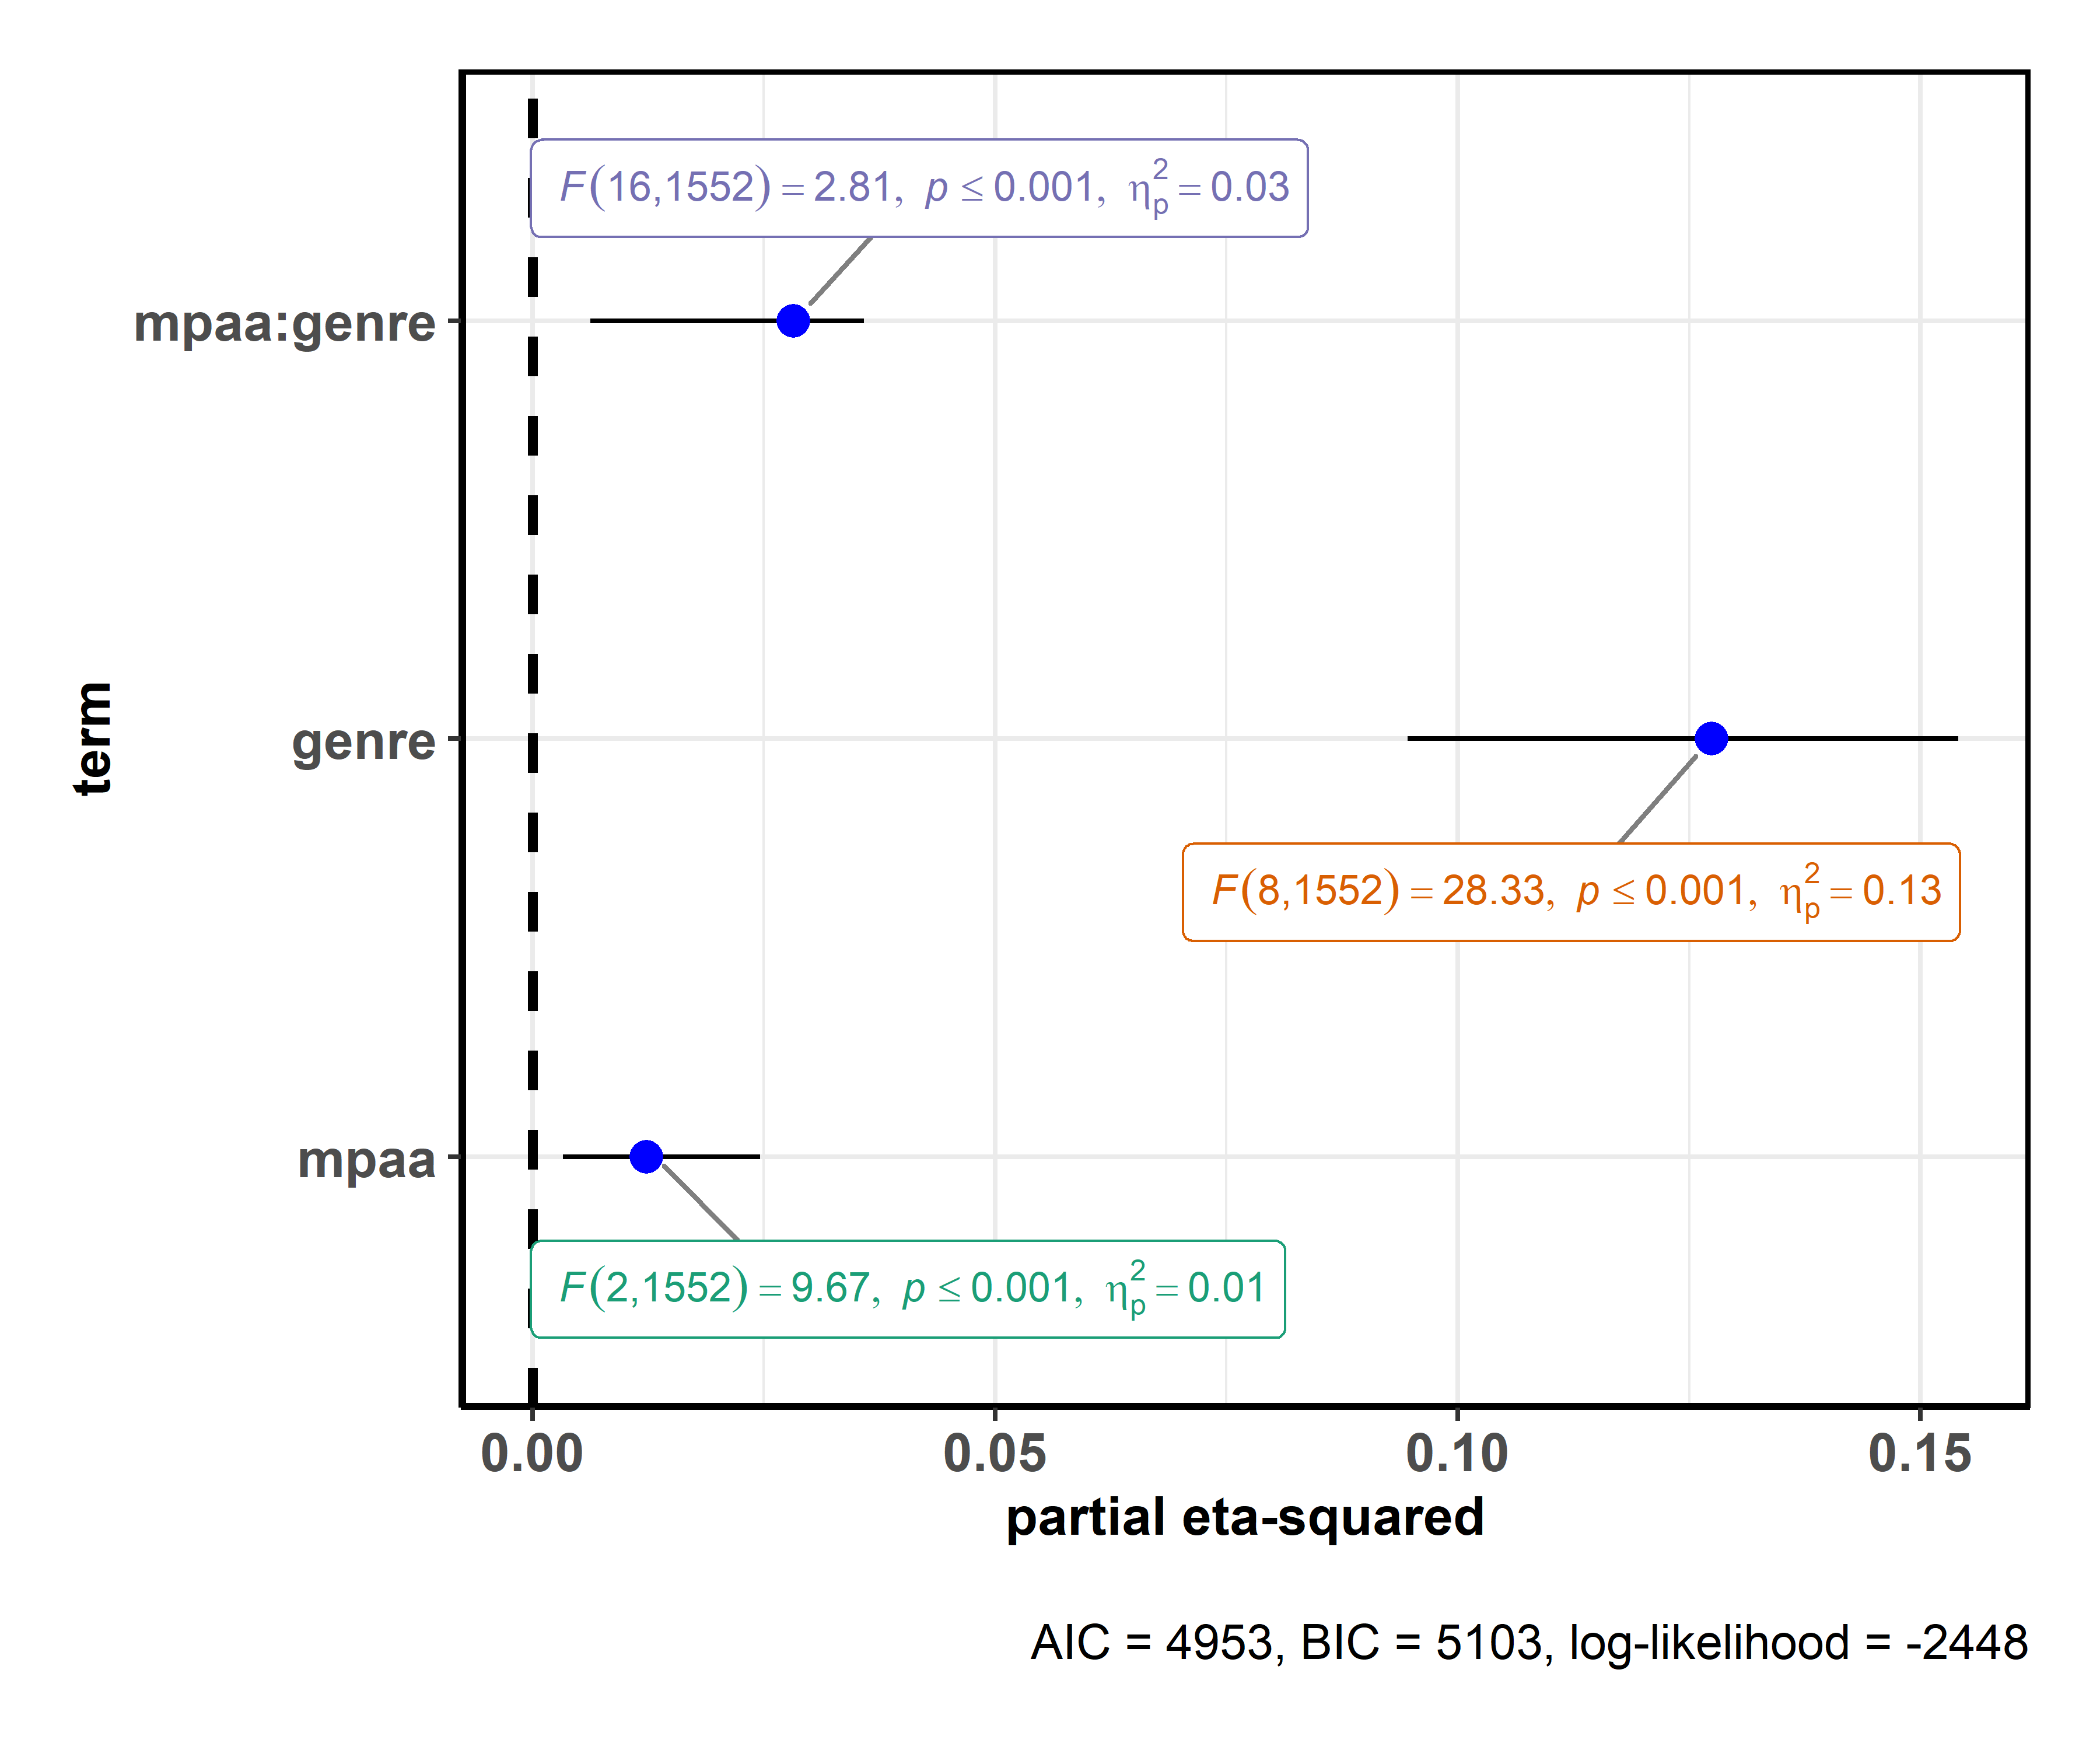 F(16,1552) = 2.81, p ≤ 0.001, η²ₚ = 0.03
mpaa:genre
genre
F(8,1552) = 28.33, p ≤ 0.001, η²ₚ = 0.13
mpaa
F(2,1552) = 9.67, p ≤ 0.001, η²ₚ = 0.01
term
0.00 0.05 0.10 0.15
partial eta-squared
AIC = 4953, BIC = 5103, log-likelihood = -2448